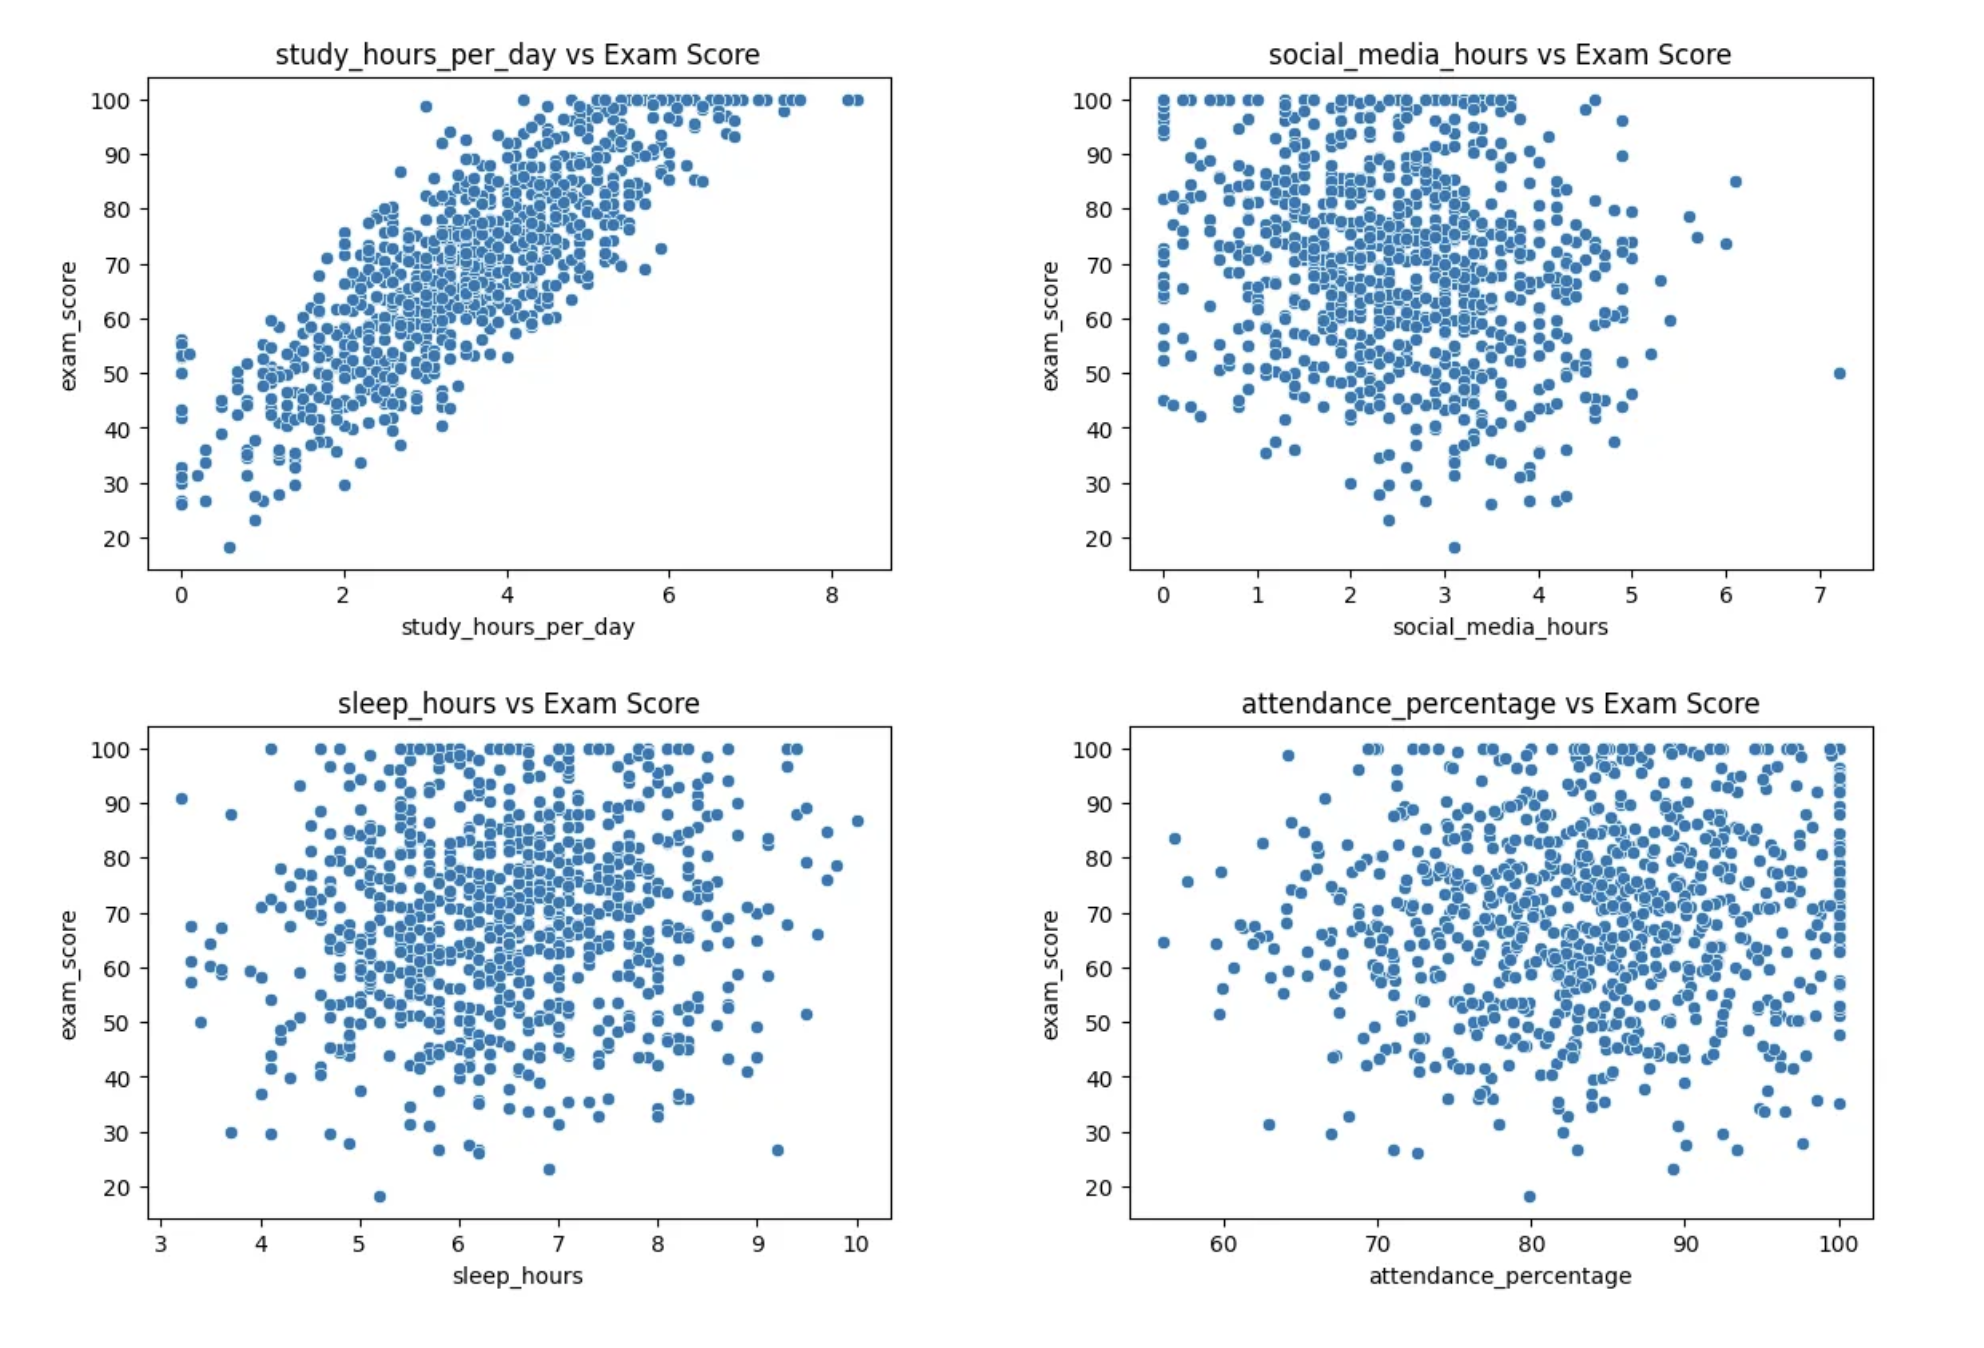 study_hours_per_day vs Exam Score
100
90
80
70
60
50
40
30
20
exam_score
0 2 4 6 8
study_hours_per_day
social_media_hours vs Exam Score
100
90
80
70
60
50
40
30
20
exam_score
0 1 2 3 4 5 6 7
social_media_hours
sleep_hours vs Exam Score
100
90
80
70
60
50
40
30
20
exam_score
3 4 5 6 7 8 9 10
sleep_hours
attendance_percentage vs Exam Score
100
90
80
70
60
50
40
30
20
exam_score
60 70 80 90 100
attendance_percentage